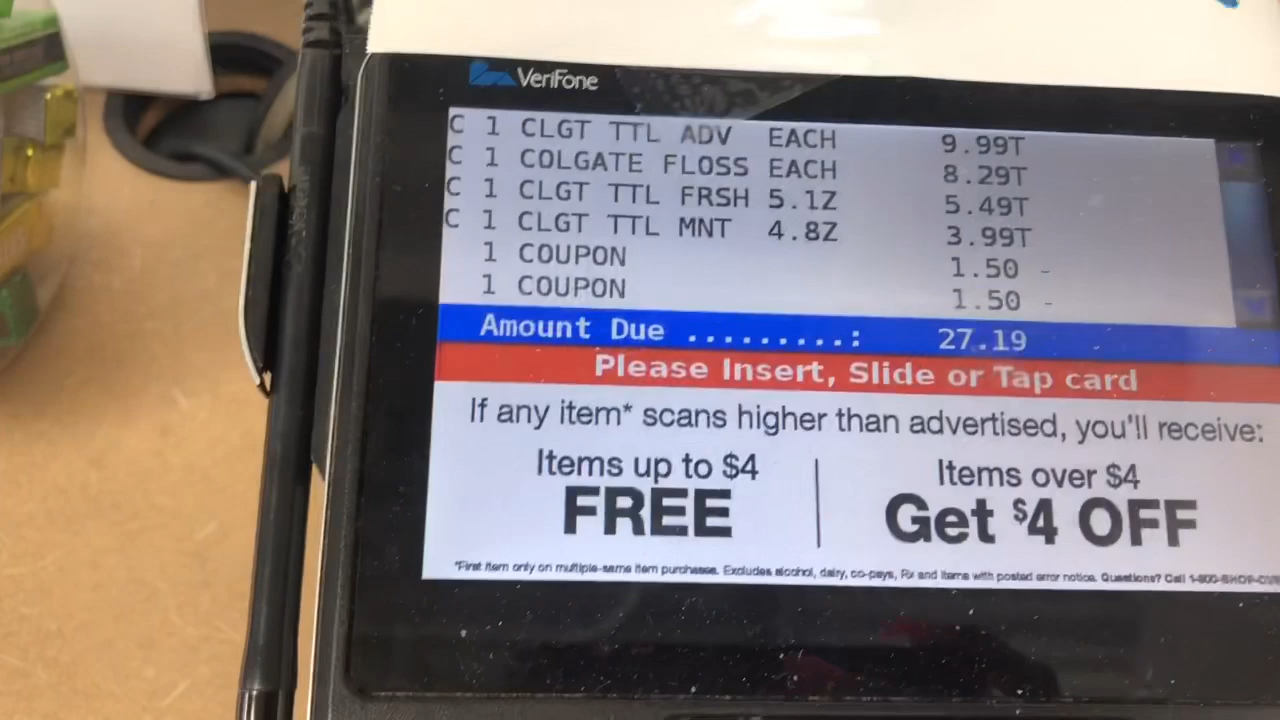 VeriFone
C 1 CLGT TTL ADV EACH 9.99T
C 1 COLGATE FLOSS EACH 8.29T
C 1 CLGT TTL FRSH 5.1Z 5.49T
C 1 CLGT TTL MNT 4.8Z 3.99T
1 COUPON 1.50 -
1 COUPON 1.50 -
Amount Due .........: 27.19
Please Insert, Slide or Tap card
If any item* scans higher than advertised, you'll receive:
Items up to $4
FREE
Items over $4
Get $4 OFF
*First item only on multiple-same item purchases. Excludes alcohol, dairy, co-pays, Rx and items with posted error notice. Questions? Call 1-800-SHOP-CVS